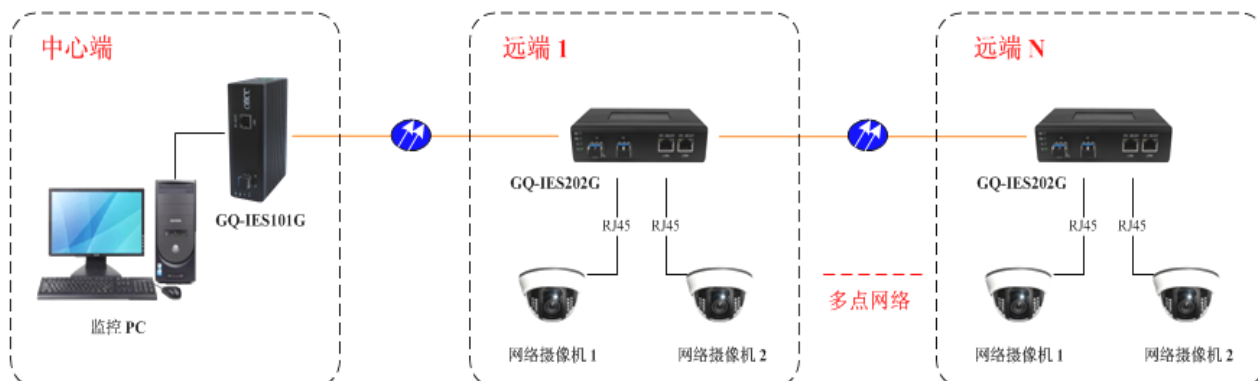 中心端
远端 1
远端 N
GQ-IES101G
GQ-IES202G
GQ-IES202G
RJ45
RJ45
RJ45
RJ45
监控 PC
多点网络
网络摄像机 1
网络摄像机 2
网络摄像机 1
网络摄像机 2